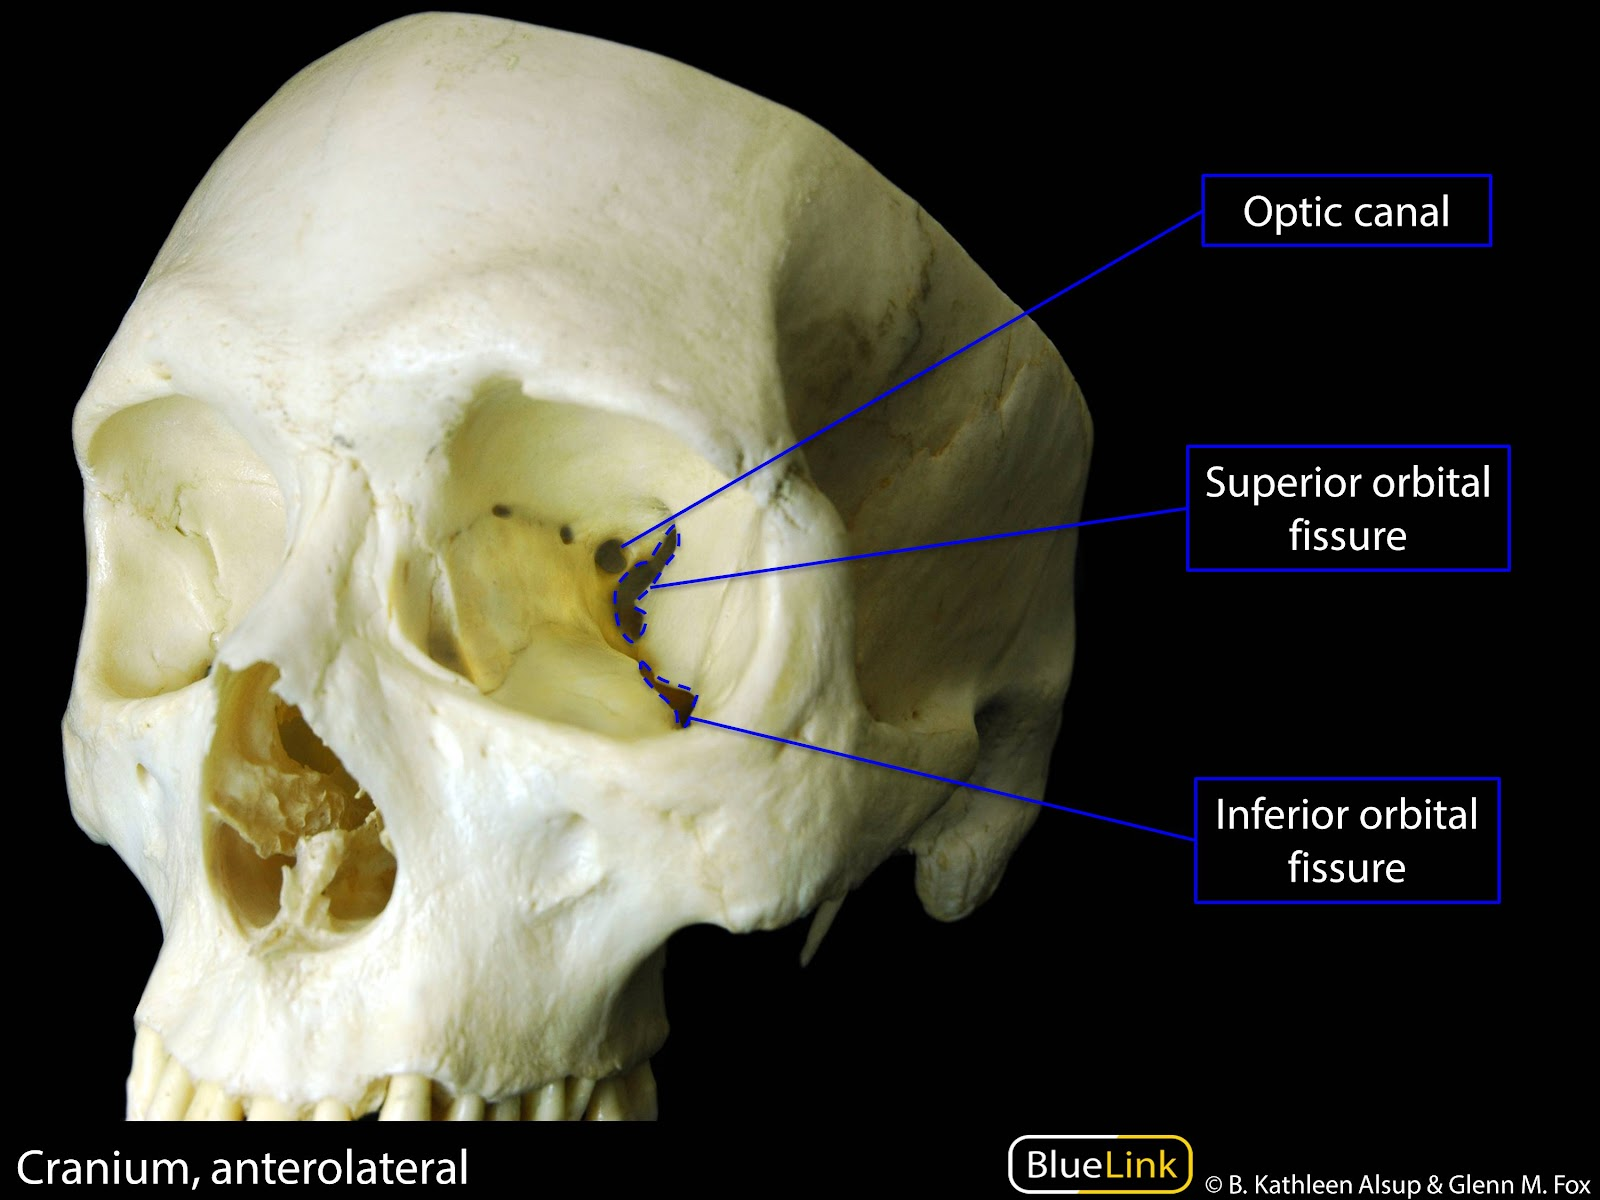 Optic canal
Superior orbital
fissure
Inferior orbital
fissure
Cranium, anterolateral
BlueLink
© B. Kathleen Alsup & Glenn M. Fox